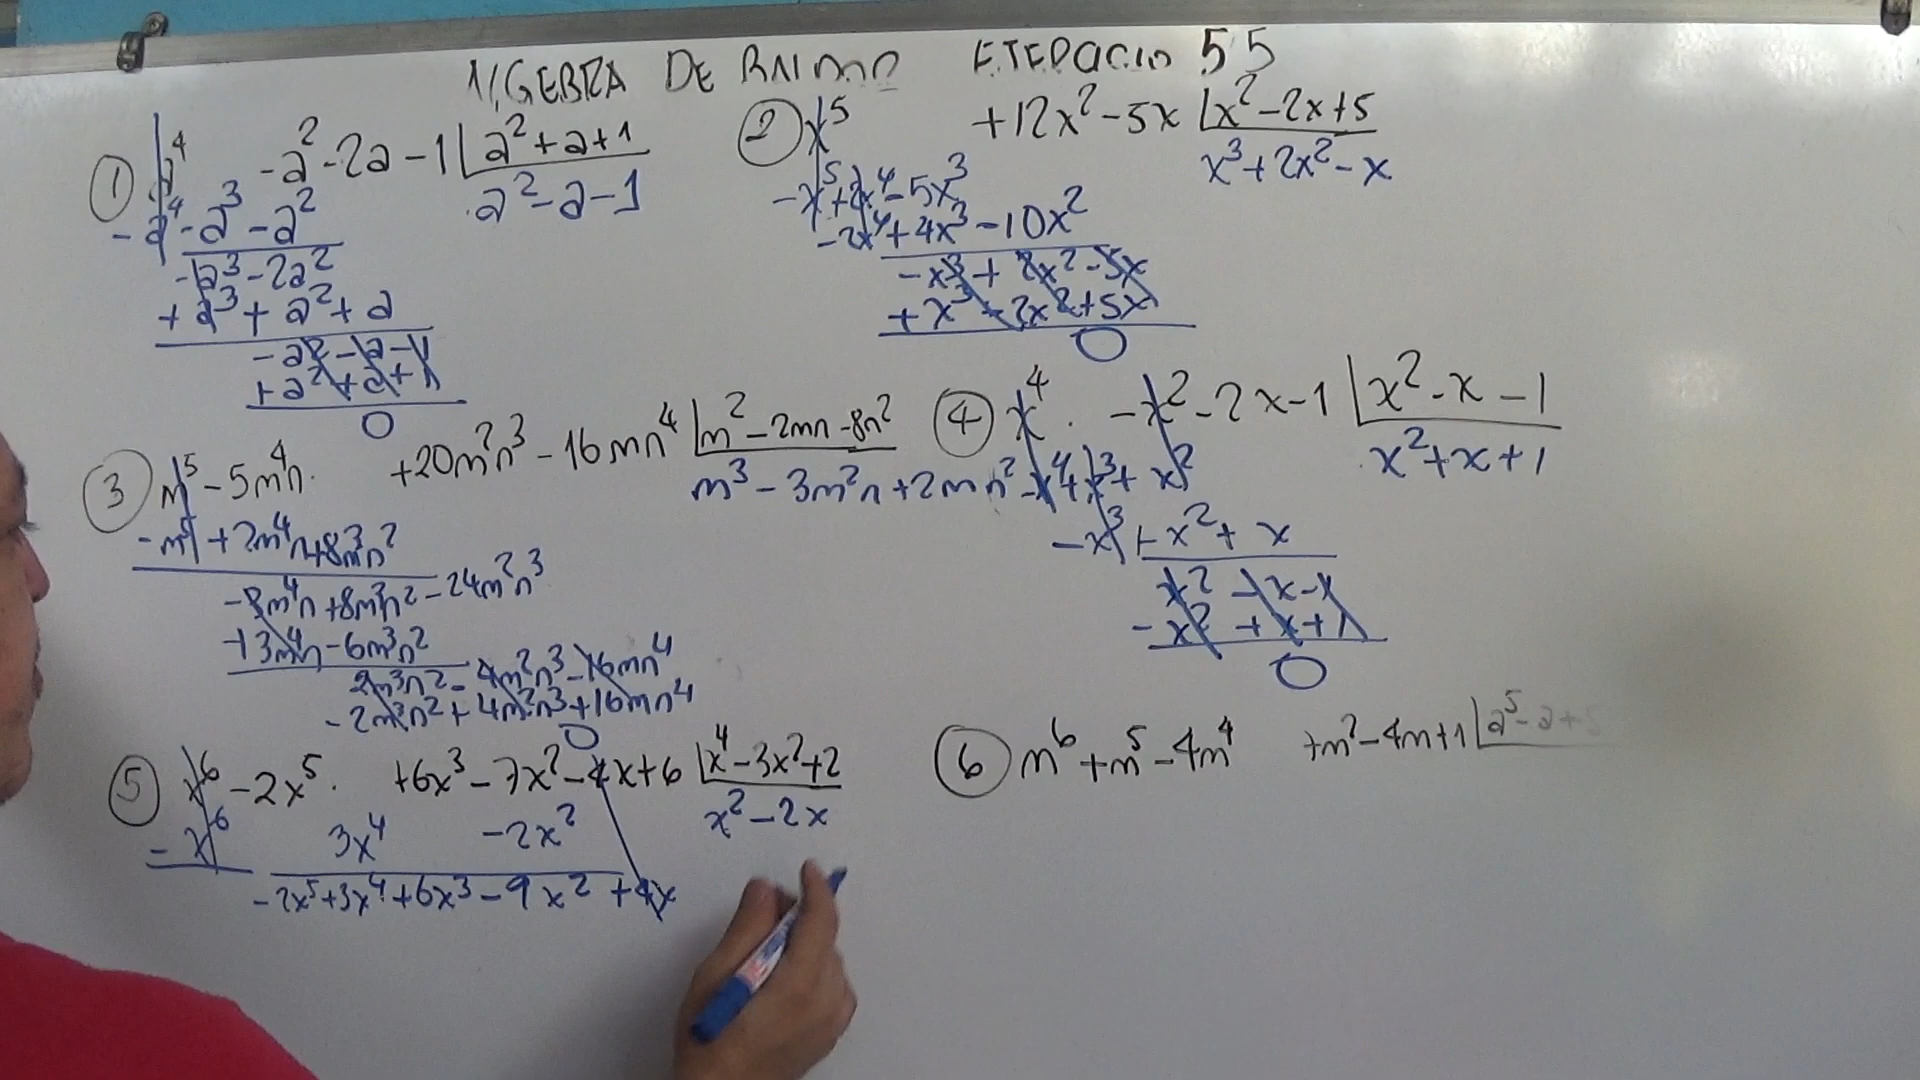 ALGEBRA DE BALDOR EJERCICIO 55
① a⁴ -a²-2a-1 | a²+a+1
a²-a-1
-a⁴-a³-a²
-a³-2a²
+a³+a²+a
-a²-a-1
+a²+a+1
0
② x⁵ +12x²-5x | x²-2x+5
x³+2x²-x
-x⁵+2x⁴-5x³
-2x⁴+4x³-10x²
-x³+2x²-5x
+x³-2x²+5x
0
③ m⁵-5m⁴n +20m²n³-16mn⁴ | m²-2mn-8n²
m³-3m²n+2mn²
-m⁵+2m⁴n+8m³n²
-3m⁴n+8m³n²-24m²n³
+3m⁴n-6m³n²
2m³n²-4m²n³-16mn⁴
-2m³n²+4m²n³+16mn⁴
0
④ x⁴ -x²-2x-1 | x²-x-1
x²+x+1
-x⁴+x³+x²
-x³+x²+x
x²-x-1
-x²+x+1
0
⑤ x⁶-2x⁵ +6x³-7x²-4x+6 | x⁴-3x²+2
x²-2x
-x⁶ 3x⁴ -2x²
-2x⁵+3x⁴+6x³-9x²+4x
⑥ m⁶+m⁵-4m⁴ +m²-4m+1 | a⁵-a+5